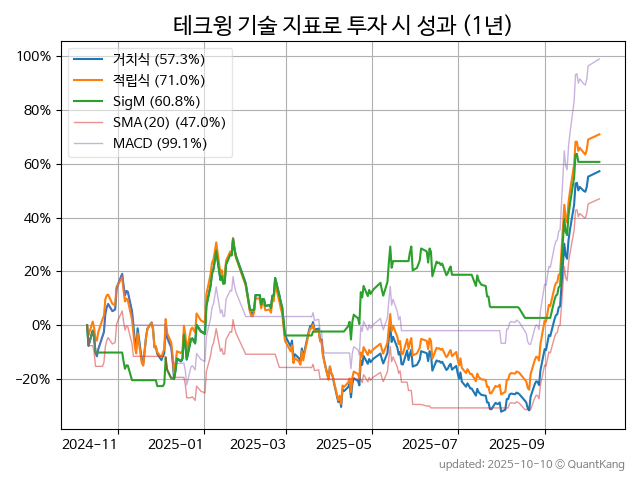 테크윙 기술 지표로 투자 시 성과 (1년)
거치식 (57.3%)
적립식 (71.0%)
SigM (60.8%)
SMA(20) (47.0%)
MACD (99.1%)
100%
80%
60%
40%
20%
0%
−20%
2024-11
2025-01
2025-03
2025-05
2025-07
2025-09
updated: 2025-10-10 © QuantKang